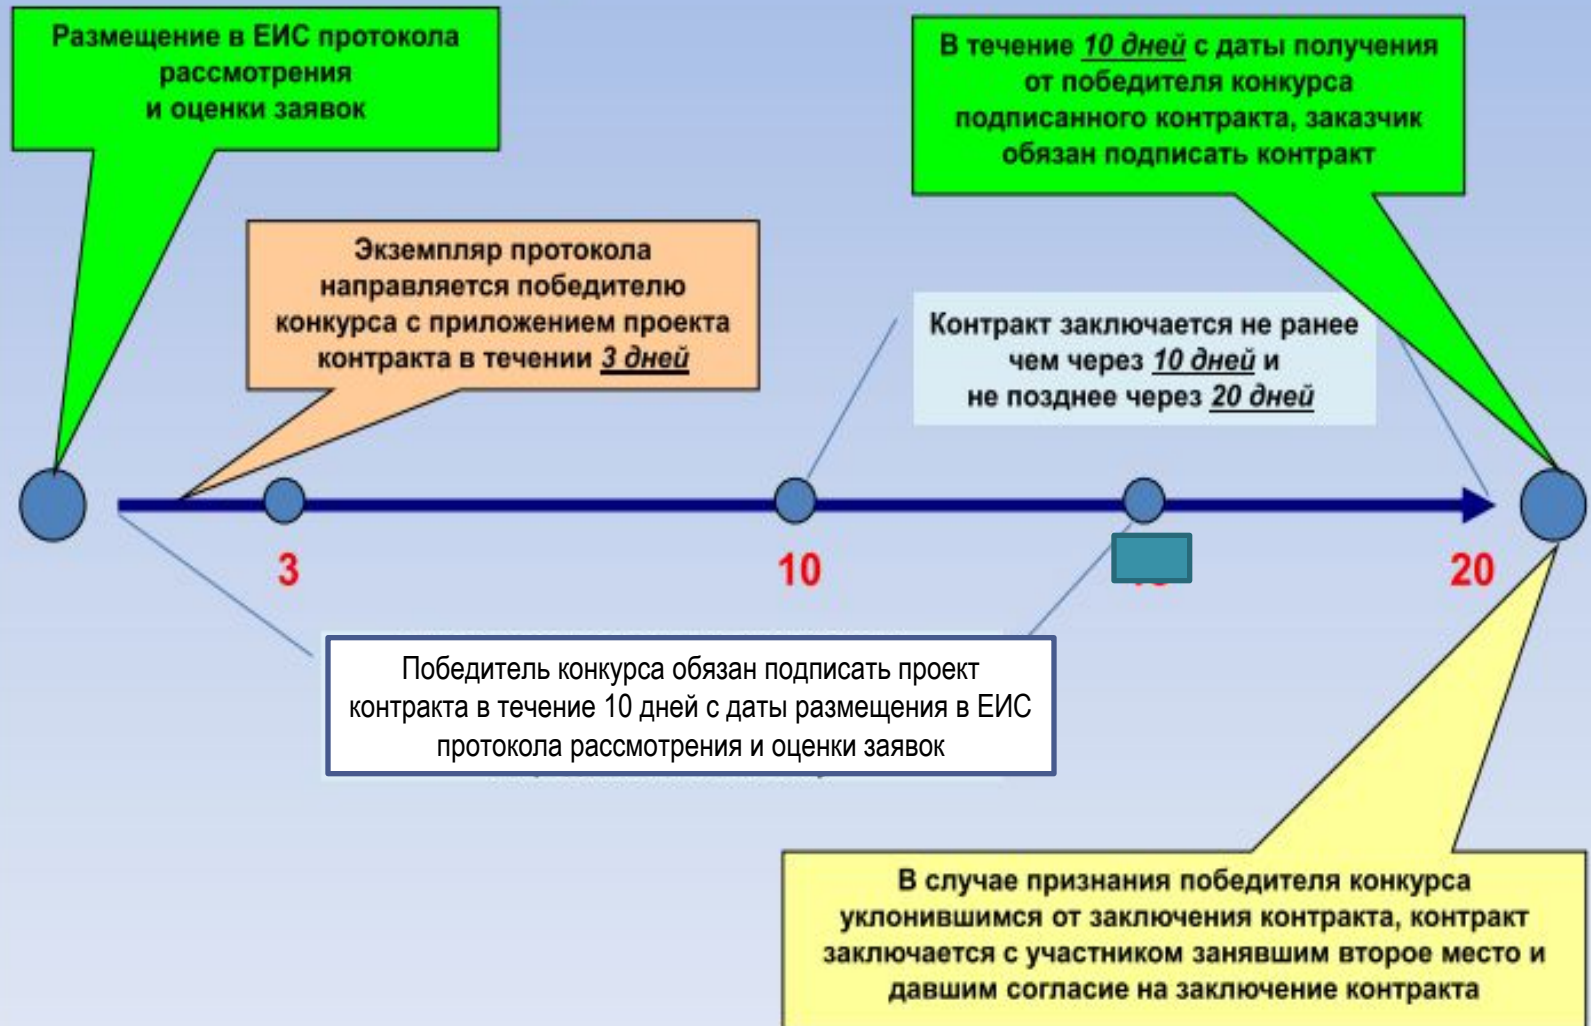 Размещение в ЕИС протокола
рассмотрения
и оценки заявок
В течение 10 дней с даты получения
от победителя конкурса
подписанного контракта, заказчик
обязан подписать контракт
Экземпляр протокола
направляется победителю
конкурса с приложением проекта
контракта в течении 3 дней
Контракт заключается не ранее
чем через 10 дней и
не позднее через 20 дней
3
10
20
Победитель конкурса обязан подписать проект
контракта в течение 10 дней с даты размещения в ЕИС
протокола рассмотрения и оценки заявок
В случае признания победителя конкурса
уклонившимся от заключения контракта, контракт
заключается с участником занявшим второе место и
давшим согласие на заключение контракта